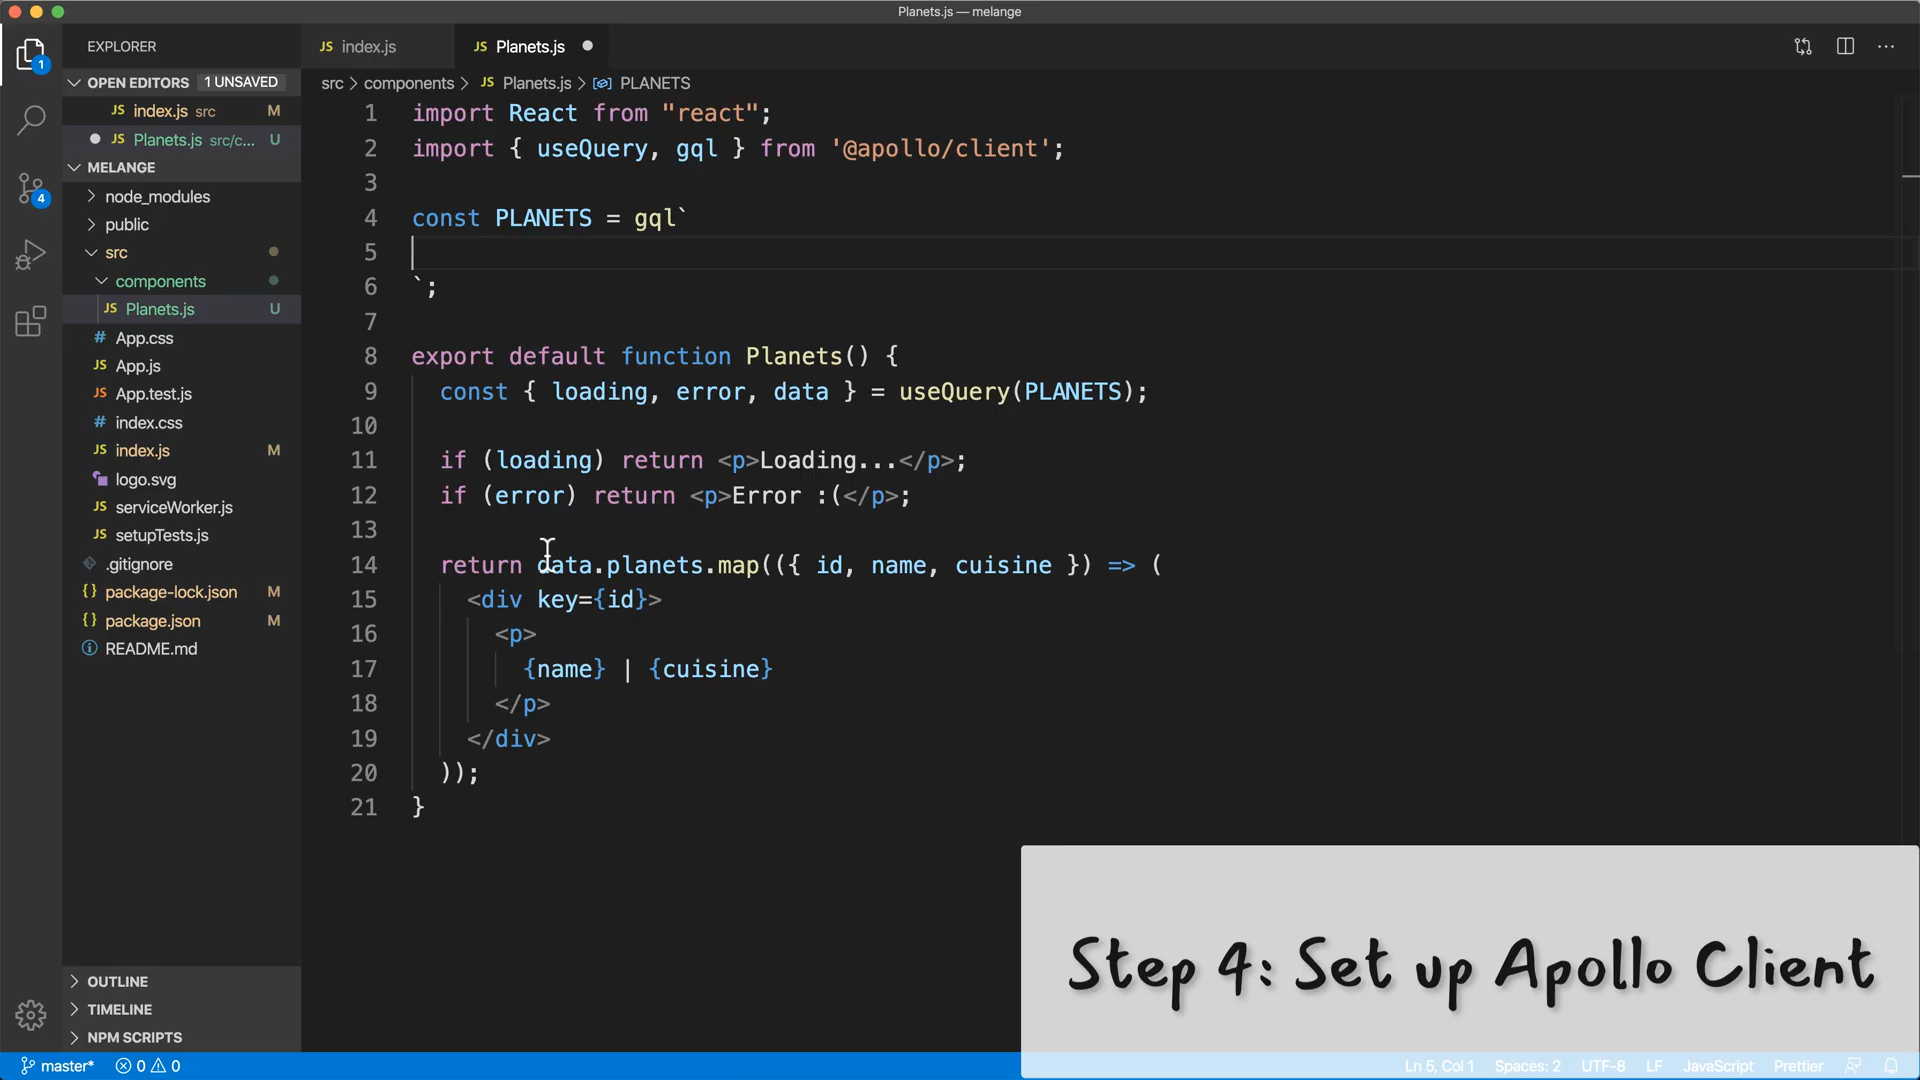 Planets.js — melange
EXPLORER
OPEN EDITORS 1 UNSAVED
JS index.js src M
JS Planets.js src/c... U
MELANGE
node_modules
public
src
components
JS Planets.js U
# App.css
JS App.js
JS App.test.js
# index.css
JS index.js M
logo.svg
JS serviceWorker.js
JS setupTests.js
.gitignore
{} package-lock.json M
{} package.json M
README.md
OUTLINE
TIMELINE
NPM SCRIPTS
1
4
JS index.js
JS Planets.js
src > components > JS Planets.js > PLANETS
1 import React from "react";
2 import { useQuery, gql } from '@apollo/client';
3
4 const PLANETS = gql`
5
6 `;
7
8 export default function Planets() {
9 const { loading, error, data } = useQuery(PLANETS);
10
11 if (loading) return <p>Loading...</p>;
12 if (error) return <p>Error :(</p>;
13
14 return data.planets.map(({ id, name, cuisine }) => (
15 <div key={id}>
16 <p>
17 {name} | {cuisine}
18 </p>
19 </div>
20 ));
21 }
Step 4: Set up Apollo Client
master* 0 0 Ln 5, Col 1 Spaces: 2 UTF-8 LF JavaScript Prettier